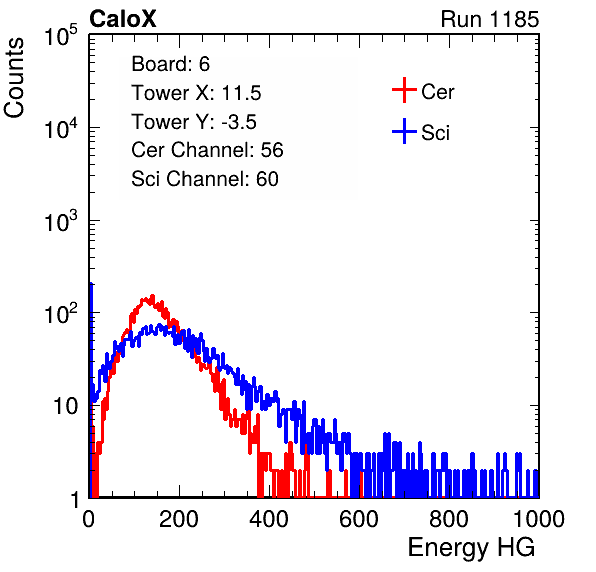 CaloX Run 1185
Counts
10^5
10^4
10^3
10^2
10
1
Board: 6
Tower X: 11.5
Tower Y: -3.5
Cer Channel: 56
Sci Channel: 60
Cer
Sci
0 200 400 600 800 1000
Energy HG